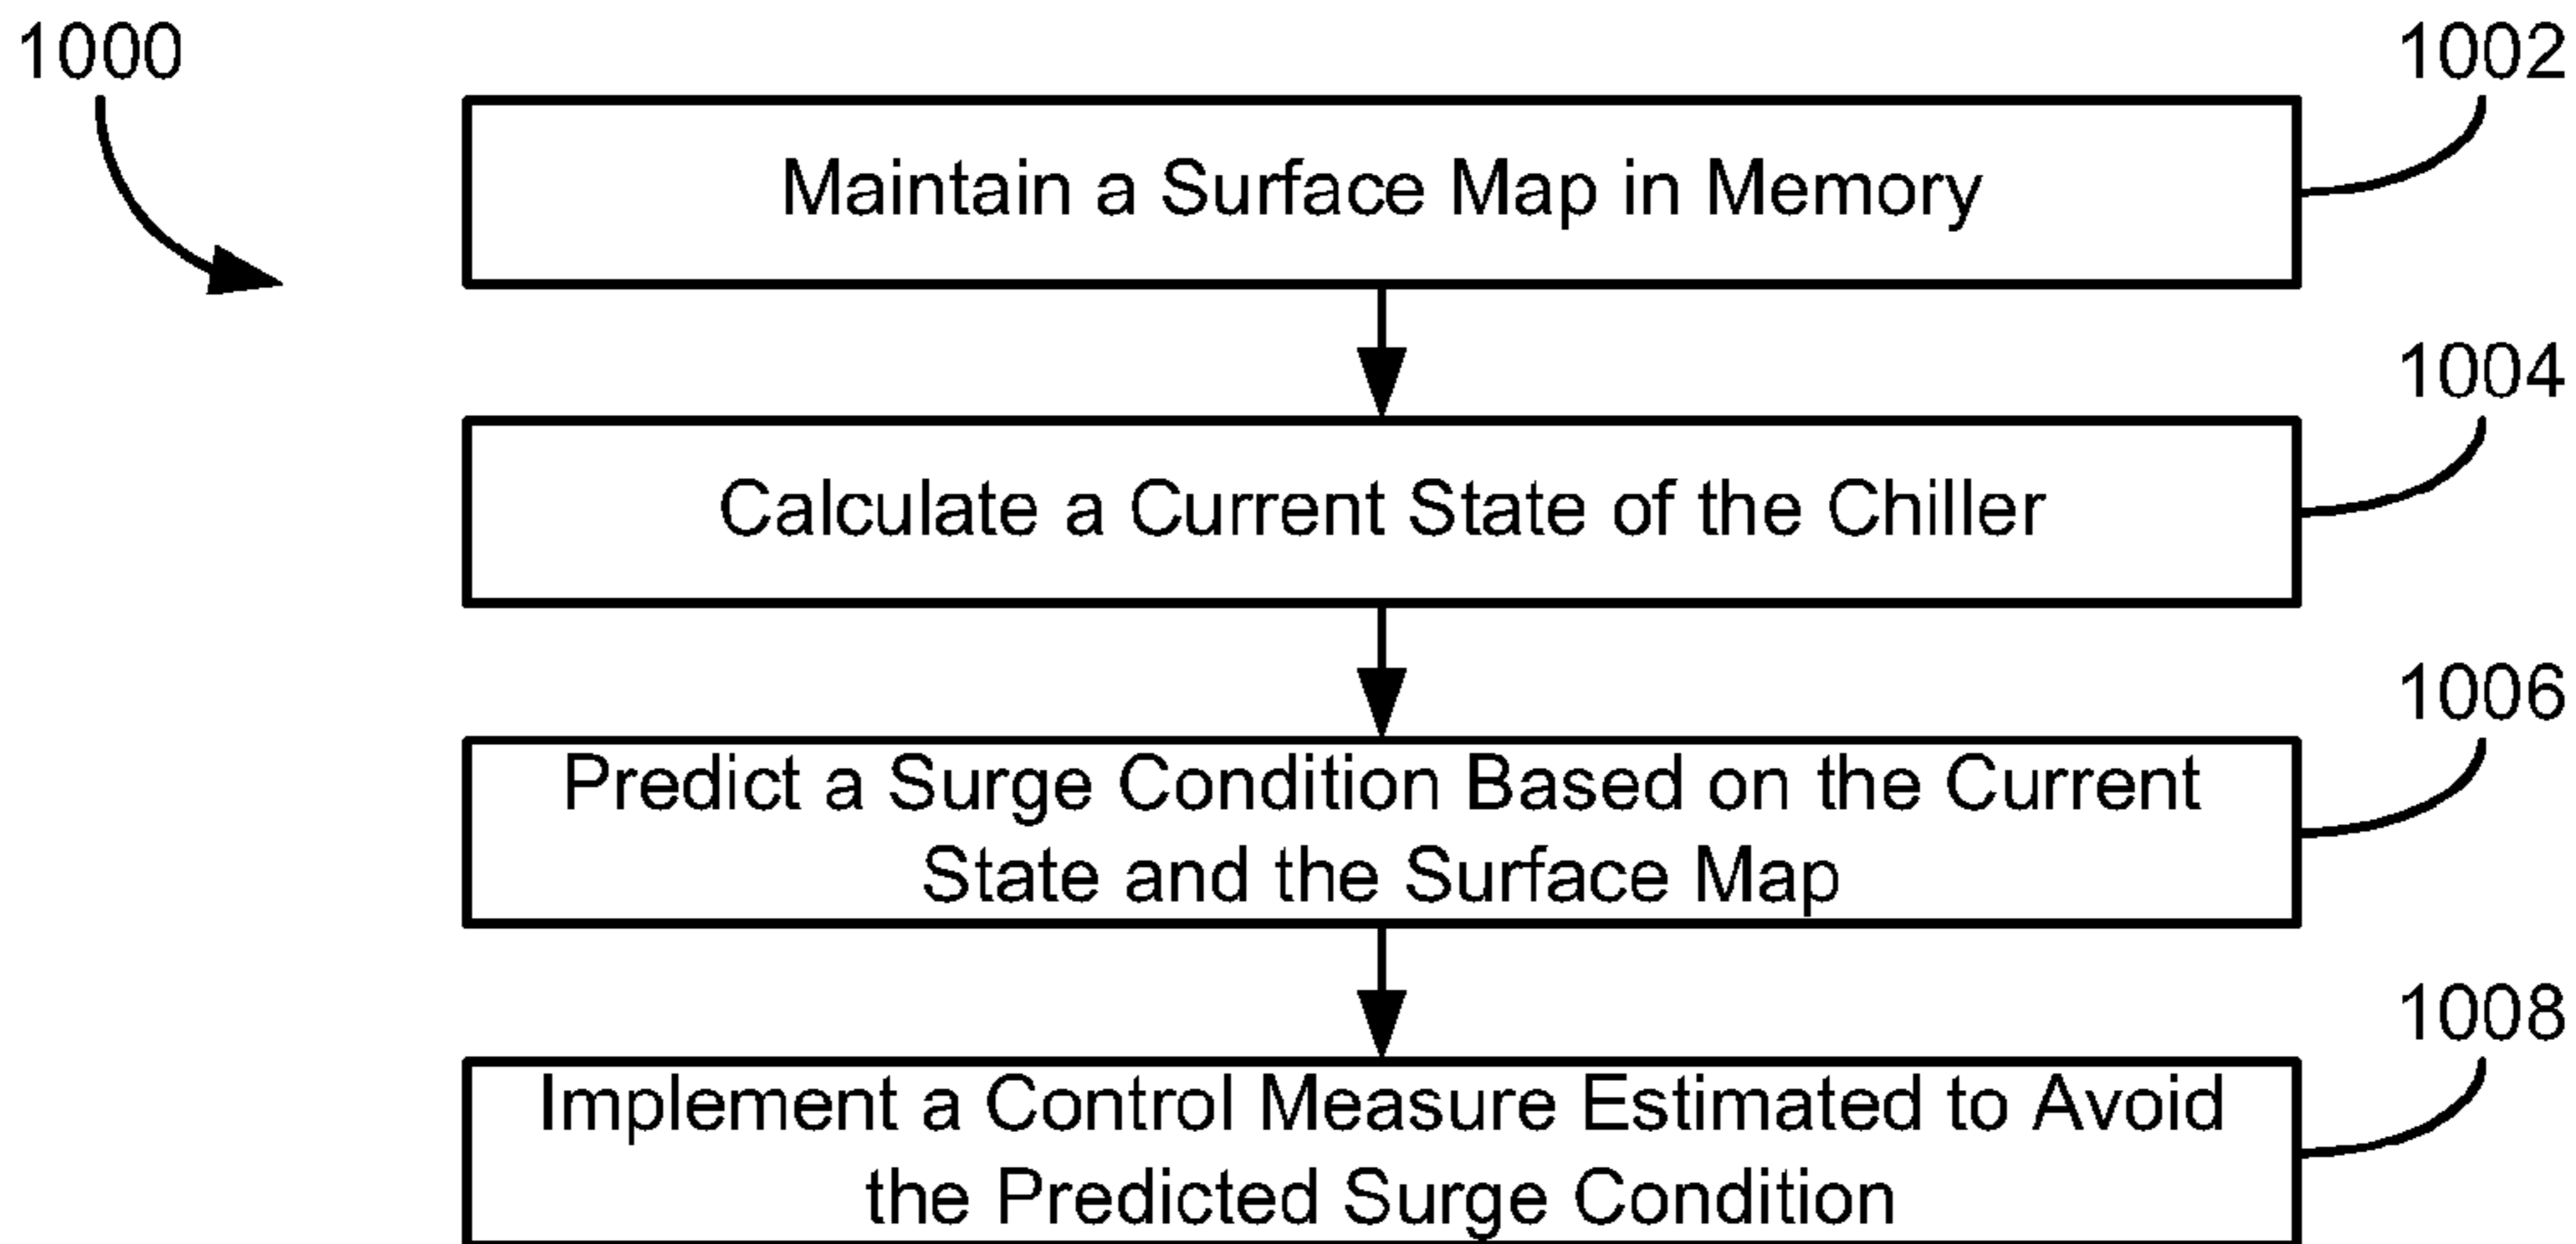 1000
1002
Maintain a Surface Map in Memory
1004
Calculate a Current State of the Chiller
1006
Predict a Surge Condition Based on the Current
State and the Surface Map
1008
Implement a Control Measure Estimated to Avoid
the Predicted Surge Condition